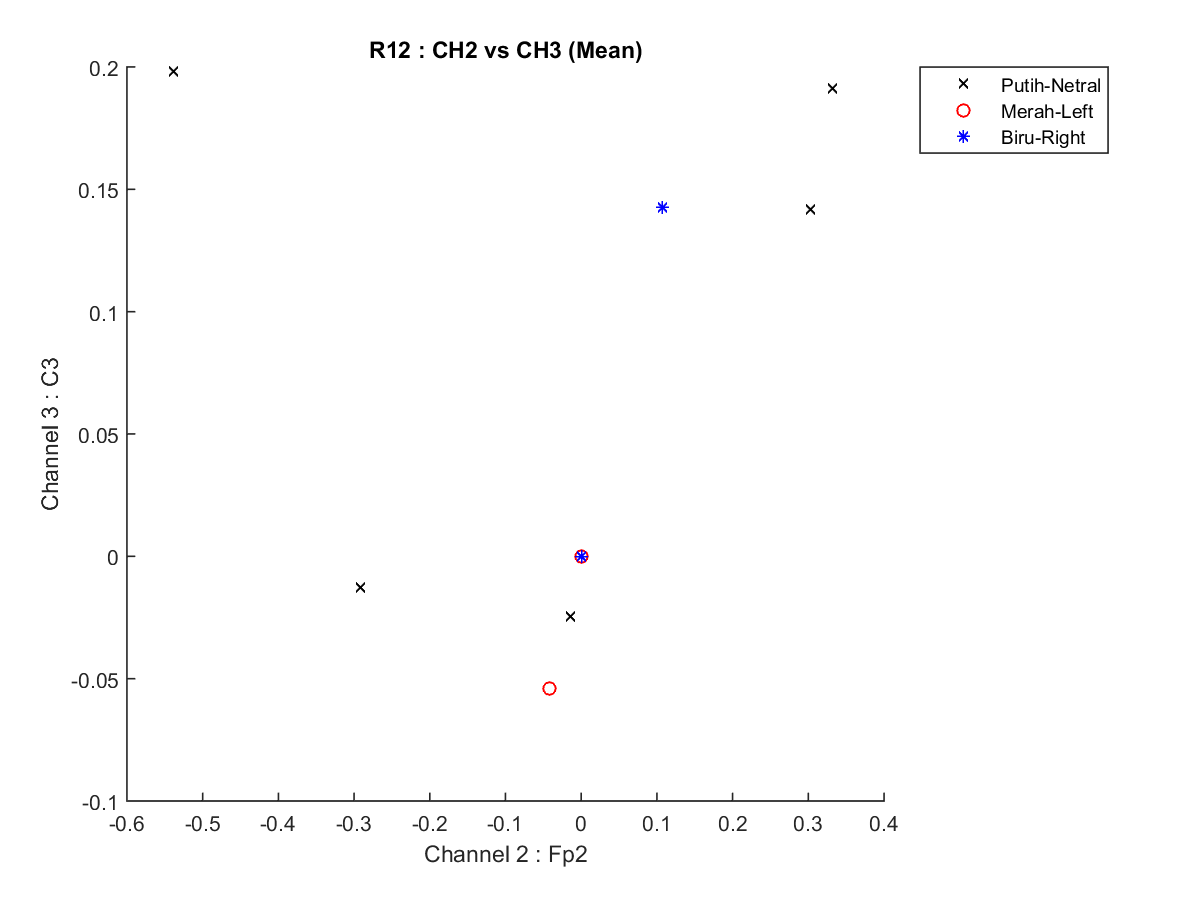 R12 : CH2 vs CH3 (Mean)
Putih-Netral
Merah-Left
Biru-Right
0.2
0.15
0.1
0.05
0
-0.05
-0.1
Channel 3 : C3
-0.6 -0.5 -0.4 -0.3 -0.2 -0.1 0 0.1 0.2 0.3 0.4
Channel 2 : Fp2